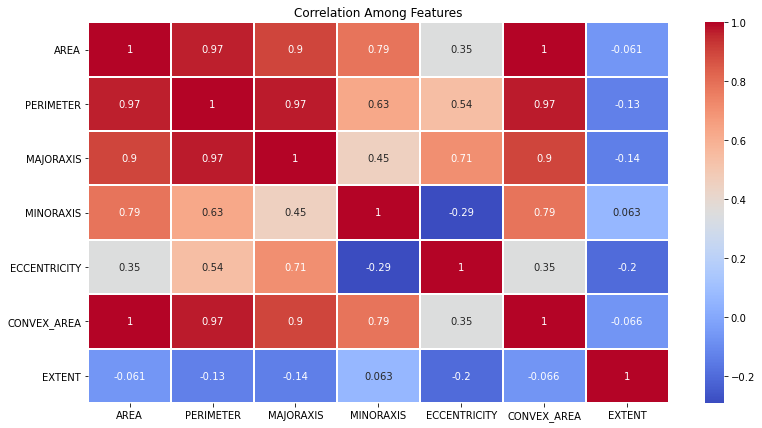 Correlation Among Features
AREA 1 0.97 0.9 0.79 0.35 1 -0.061
PERIMETER 0.97 1 0.97 0.63 0.54 0.97 -0.13
MAJORAXIS 0.9 0.97 1 0.45 0.71 0.9 -0.14
MINORAXIS 0.79 0.63 0.45 1 -0.29 0.79 0.063
ECCENTRICITY 0.35 0.54 0.71 -0.29 1 0.35 -0.2
CONVEX_AREA 1 0.97 0.9 0.79 0.35 1 -0.066
EXTENT -0.061 -0.13 -0.14 0.063 -0.2 -0.066 1
AREA PERIMETER MAJORAXIS MINORAXIS ECCENTRICITY CONVEX_AREA EXTENT
1.0
0.8
0.6
0.4
0.2
0.0
−0.2